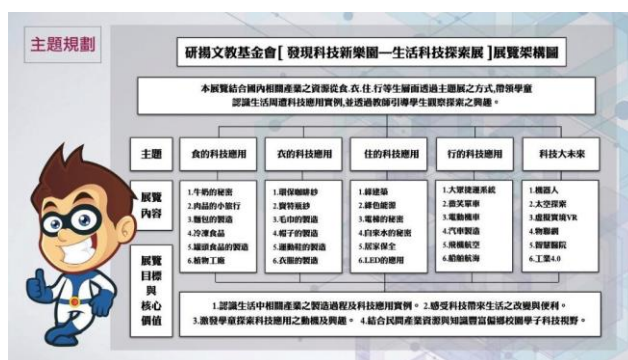 主題規劃
研揚文教基金會[ 發現科技新樂園—生活科技探索展 ]展覽架構圖
本展覽結合國內相關產業之資源從食.衣.住.行等生層面透過主題展之方式,帶領學童
認識生活周遭科技應用實例,並透過教師引導學生觀察探索之興趣。
主題 食的科技應用 衣的科技應用 住的科技應用 行的科技應用 科技大未來
展覽
內容
1.牛奶的秘密
2.肉品的小旅行
3.麵包的製造
4.冷凍食品
5.罐頭食品的製造
6.植物工廠
1.環保咖啡紗
2.寶特瓶紗
3.毛巾的製造
4.帽子的製造
5.運動鞋的製造
6.衣服的製造
1.綠建築
2.綠色能源
3.電梯的秘密
4.自來水的秘密
5.居家保全
6.LED的應用
1.大眾捷運系統
2.微笑單車
3.電動機車
4.汽車製造
5.飛機航空
6.船舶航海
1.機器人
2.太空探索
3.虛擬實境VR
4.物聯網
5.智慧醫院
6.工業4.0
展覽
目標
與
核心
價值
1.認識生活中相關產業之製造過程及科技應用實例。 2.感受科技帶來生活之改變與便利。
3.激發學童探索科技應用之動機及興趣。 4.結合民間產業資源與知識豐富偏鄉校園學子科技視野。